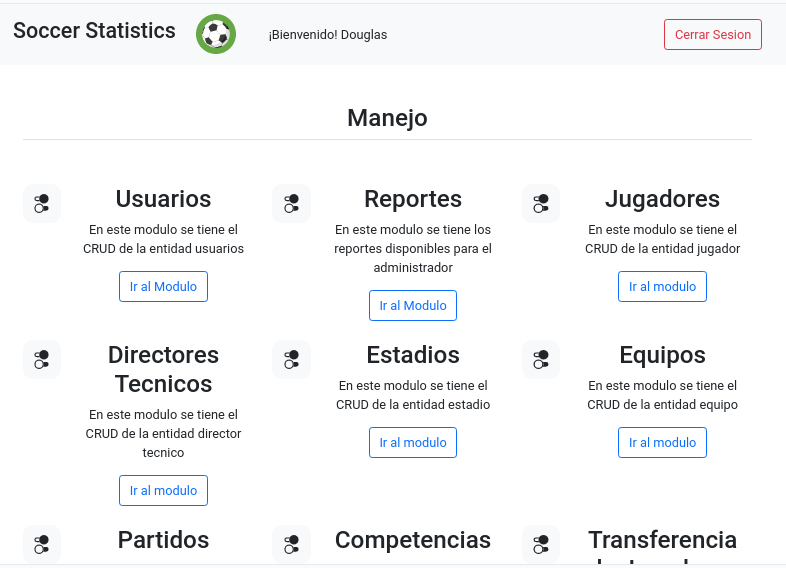 Soccer Statistics
¡Bienvenido! Douglas
Cerrar Sesion
Manejo
Usuarios
En este modulo se tiene el
CRUD de la entidad usuarios
Ir al Modulo
Reportes
En este modulo se tiene los
reportes disponibles para el
administrador
Ir al Modulo
Jugadores
En este modulo se tiene el
CRUD de la entidad jugador
Ir al modulo
Directores
Tecnicos
En este modulo se tiene el
CRUD de la entidad director
tecnico
Ir al modulo
Estadios
En este modulo se tiene el
CRUD de la entidad estadio
Ir al modulo
Equipos
En este modulo se tiene el
CRUD de la entidad equipo
Ir al modulo
Partidos
Competencias
Transferencia